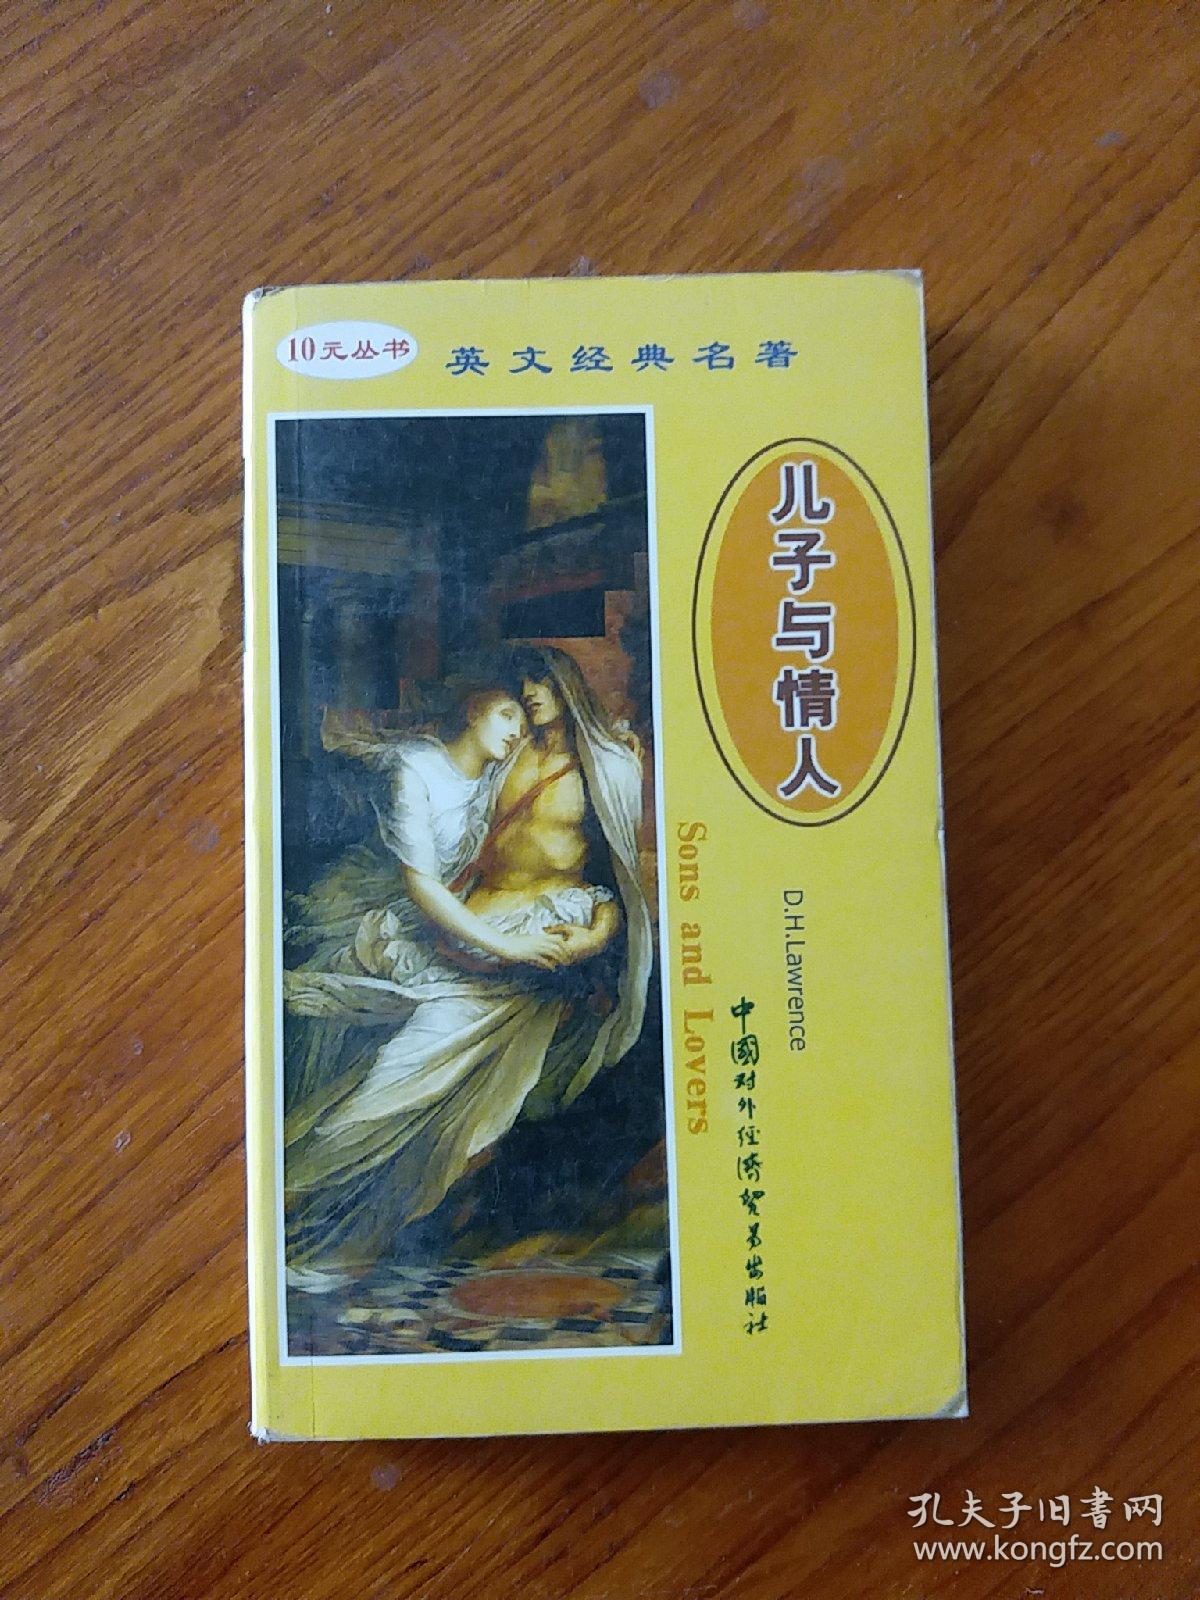 10元丛书
英文经典名著
儿子与情人
Sons and Lovers
D.H.Lawrence
中國对外经济贸易出版社
孔夫子旧书网
www.kongfz.com